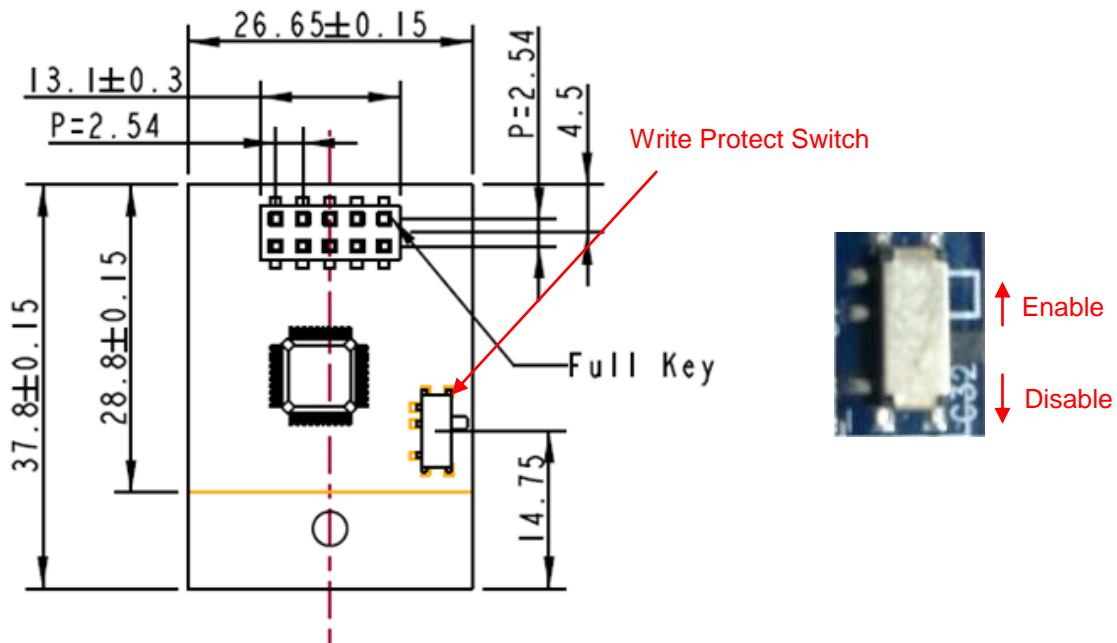 26.65±0.15
13.1±0.3
P=2.54
P=2.54
4.5
Write Protect Switch
37.8±0.15
28.8±0.15
Full Key
14.75
Enable
Disable
C32